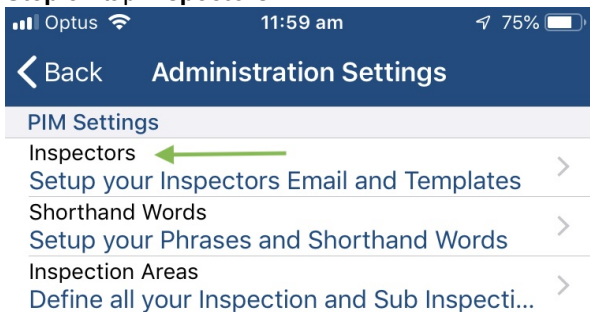 Optus 11:59 am 75%
Back Administration Settings
PIM Settings
Inspectors
Setup your Inspectors Email and Templates
Shorthand Words
Setup your Phrases and Shorthand Words
Inspection Areas
Define all your Inspection and Sub Inspecti...